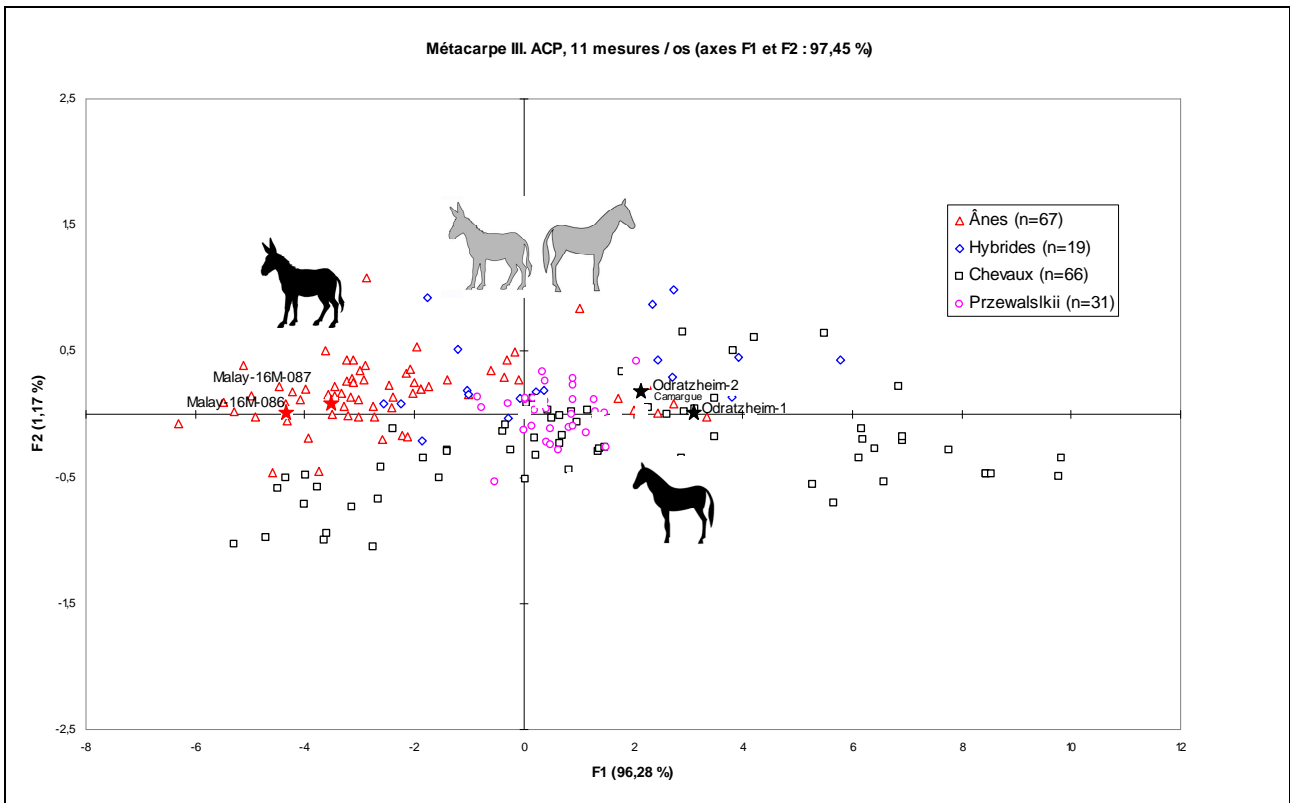 Métacarpe III. ACP, 11 mesures / os (axes F1 et F2 : 97,45 %)
2,5
1,5
0,5
-0,5
-1,5
-2,5
F2 (1,17 %)
Ânes (n=67)
Hybrides (n=19)
Chevaux (n=66)
Przewalslkii (n=31)
Malay-16M-087
Malay-16M-086
Odratzheim-2
Camargue
Odratzheim-1
-8 -6 -4 -2 0 2 4 6 8 10 12
F1 (96,28 %)